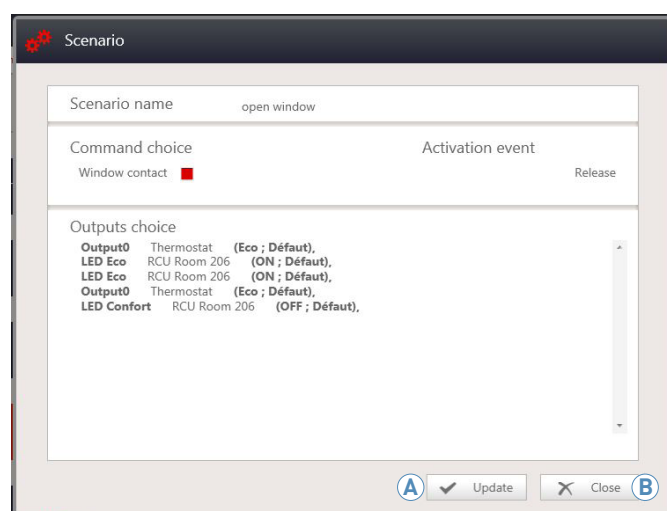 Scenario
Scenario name open window
Command choice Activation event
Window contact Release
Outputs choice
Output0 Thermostat (Eco ; Défaut),
LED Eco RCU Room 206 (ON ; Défaut),
LED Eco RCU Room 206 (ON ; Défaut),
Output0 Thermostat (Eco ; Défaut),
LED Confort RCU Room 206 (OFF ; Défaut),
A Update Close B